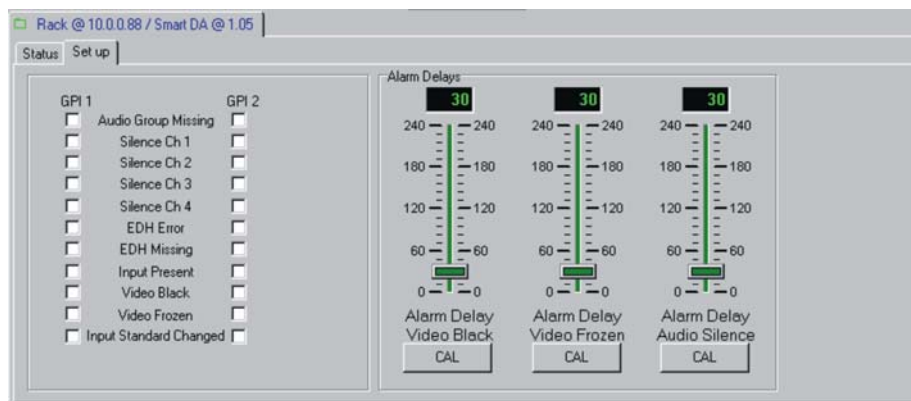 Rack @ 10.0.0.88 / Smart DA @ 1.05
Status Set up
GPI 1 GPI 2
Audio Group Missing
Silence Ch 1
Silence Ch 2
Silence Ch 3
Silence Ch 4
EDH Error
EDH Missing
Input Present
Video Black
Video Frozen
Input Standard Changed
Alarm Delays
30 30 30
240 240 240 240 240 240
180 180 180 180 180 180
120 120 120 120 120 120
60 60 60 60 60 60
0 0 0 0 0 0
Alarm Delay Alarm Delay Alarm Delay
Video Black Video Frozen Audio Silence
CAL CAL CAL